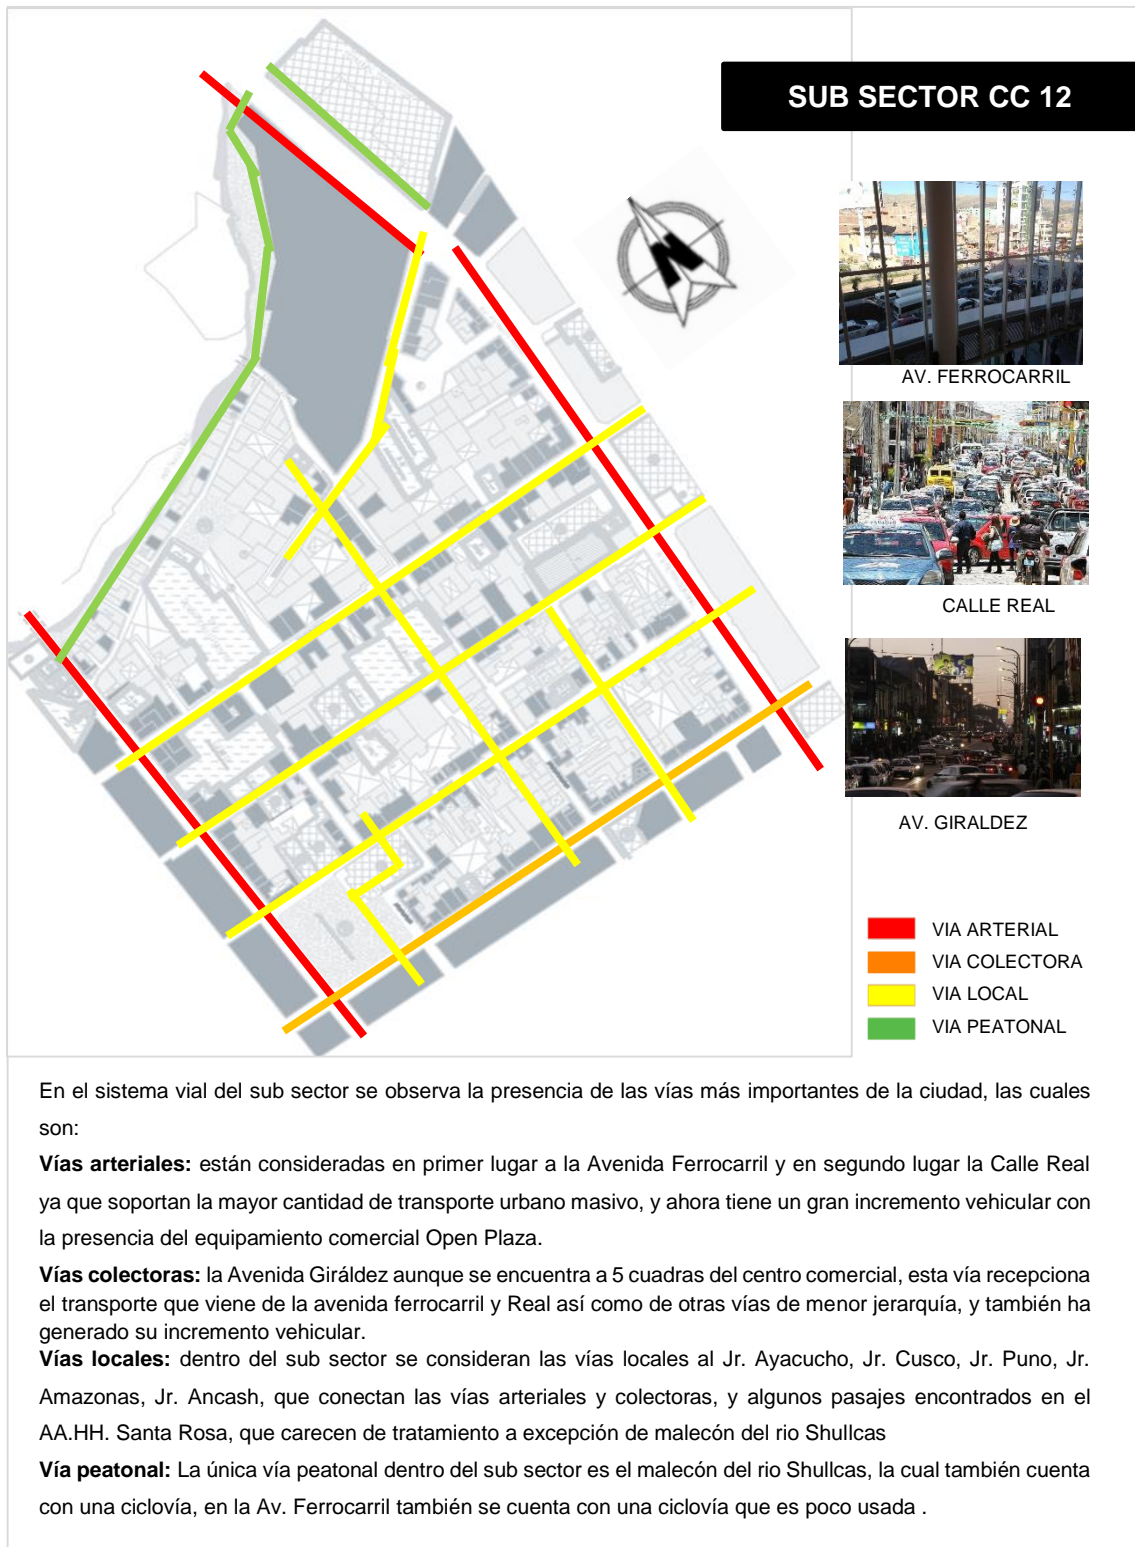 SUB SECTOR CC 12
AV. FERROCARRIL
CALLE REAL
AV. GIRALDEZ
VIA ARTERIAL
VIA COLECTORA
VIA LOCAL
VIA PEATONAL
En el sistema vial del sub sector se observa la presencia de las vías más importantes de la ciudad, las cuales
son:
Vías arteriales: están consideradas en primer lugar a la Avenida Ferrocarril y en segundo lugar la Calle Real
ya que soportan la mayor cantidad de transporte urbano masivo, y ahora tiene un gran incremento vehicular con
la presencia del equipamiento comercial Open Plaza.
Vías colectoras: la Avenida Giráldez aunque se encuentra a 5 cuadras del centro comercial, esta vía recepciona
el transporte que viene de la avenida ferrocarril y Real así como de otras vías de menor jerarquía, y también ha
generado su incremento vehicular.
Vías locales: dentro del sub sector se consideran las vías locales al Jr. Ayacucho, Jr. Cusco, Jr. Puno, Jr.
Amazonas, Jr. Ancash, que conectan las vías arteriales y colectoras, y algunos pasajes encontrados en el
AA.HH. Santa Rosa, que carecen de tratamiento a excepción de malecón del rio Shullcas
Vía peatonal: La única vía peatonal dentro del sub sector es el malecón del rio Shullcas, la cual también cuenta
con una ciclovía, en la Av. Ferrocarril también se cuenta con una ciclovía que es poco usada .